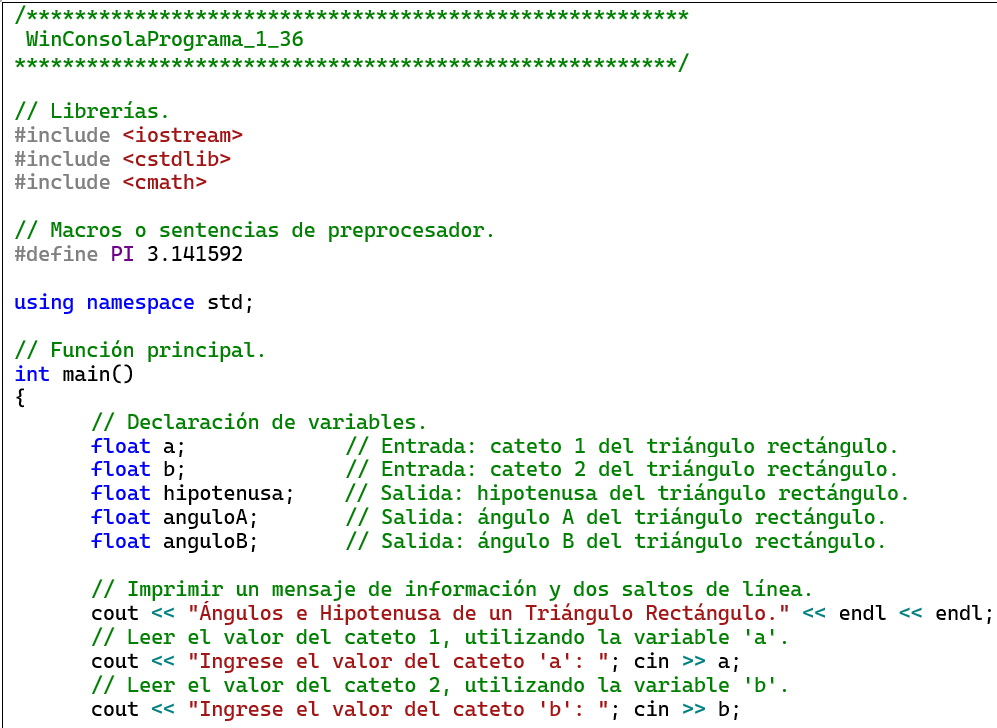 /*******************************************************
 WinConsolaPrograma_1_36
*******************************************************/

// Librerías.
#include <iostream>
#include <cstdlib>
#include <cmath>

// Macros o sentencias de preprocesador.
#define PI 3.141592

using namespace std;

// Función principal.
int main()
{
      // Declaración de variables.
      float a;             // Entrada: cateto 1 del triángulo rectángulo.
      float b;             // Entrada: cateto 2 del triángulo rectángulo.
      float hipotenusa;    // Salida: hipotenusa del triángulo rectángulo.
      float anguloA;       // Salida: ángulo A del triángulo rectángulo.
      float anguloB;       // Salida: ángulo B del triángulo rectángulo.

      // Imprimir un mensaje de información y dos saltos de línea.
      cout << "Ángulos e Hipotenusa de un Triángulo Rectángulo." << endl << endl;
      // Leer el valor del cateto 1, utilizando la variable 'a'.
      cout << "Ingrese el valor del cateto 'a': "; cin >> a;
      // Leer el valor del cateto 2, utilizando la variable 'b'.
      cout << "Ingrese el valor del cateto 'b': "; cin >> b;